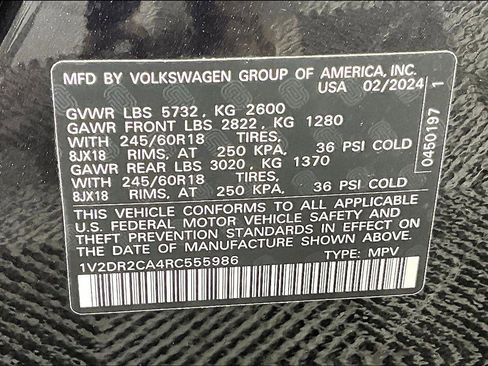 MFD BY VOLKSWAGEN GROUP OF AMERICA, INC.
USA 02/2024
GVWR LBS 5732 , KG 2600
GAWR FRONT LBS 2822 , KG 1280
WITH 245/60R18 TIRES,
8JX18 RIMS, AT 250 KPA, 36 PSI COLD
GAWR REAR LBS 3020 , KG 1370
WITH 245/60R18 TIRES,
8JX18 RIMS, AT 250 KPA, 36 PSI COLD
THIS VEHICLE CONFORMS TO ALL APPLICABLE
U.S. FEDERAL MOTOR VEHICLE SAFETY AND
THEFT PREVENTION STANDARDS IN EFFECT ON
THE DATE OF MANUFACTURE SHOWN ABOVE.
1V2DR2CA4RC555986 TYPE: MPV
0450197 1